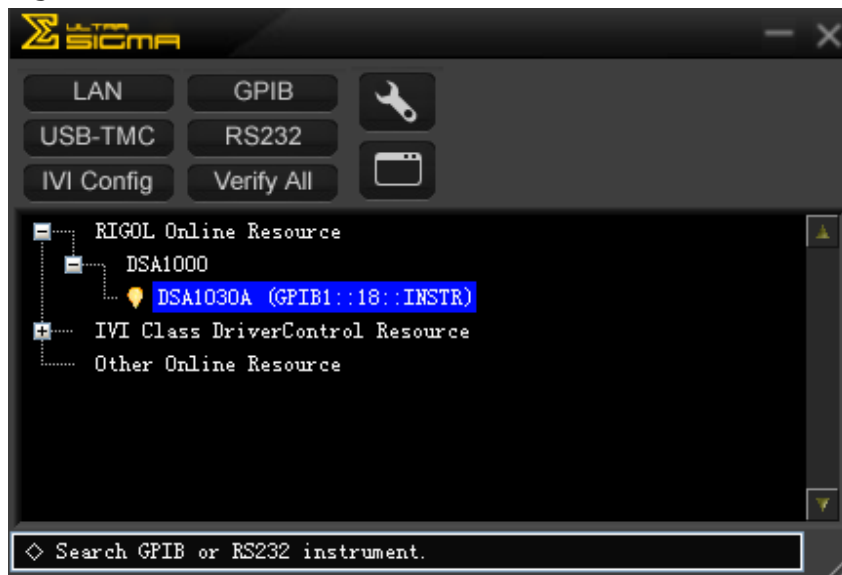 ULTRA
SIGMA
LAN GPIB
USB-TMC RS232
IVI Config Verify All
RIGOL Online Resource
DSA1000
DSA1030A (GPIB1::18::INSTR)
IVI Class DriverControl Resource
Other Online Resource
Search GPIB or RS232 instrument.